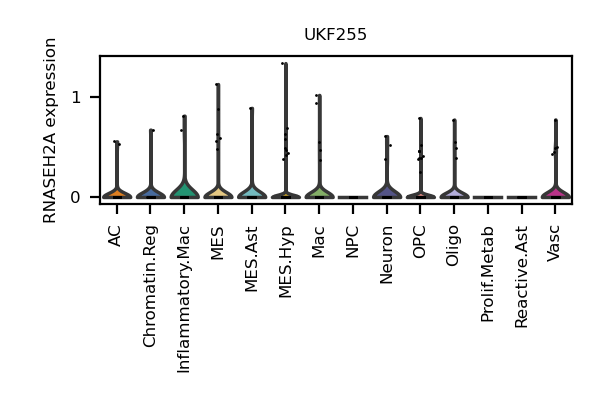 UKF255
RNASEH2A expression
1
0
AC
Chromatin.Reg
Inflammatory.Mac
MES
MES.Ast
MES.Hyp
Mac
NPC
Neuron
OPC
Oligo
Prolif.Metab
Reactive.Ast
Vasc